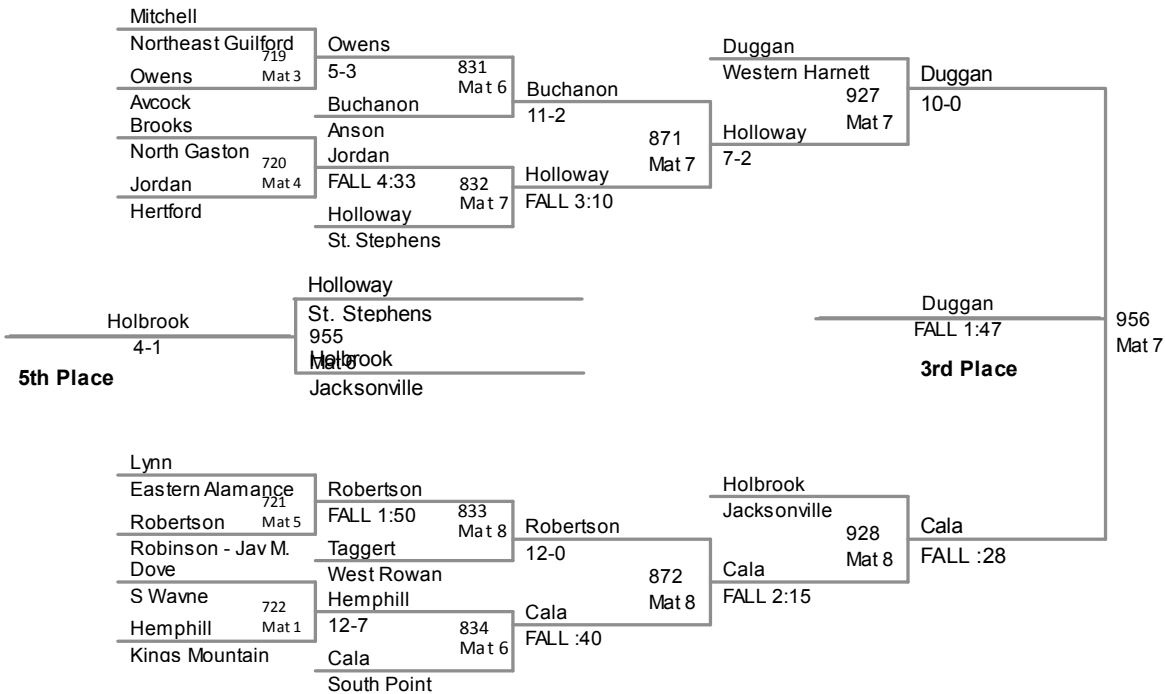 Mitchell
Northeast Guilford
719
Mat 3
Owens
Avcock
Brooks
North Gaston
720
Mat 4
Jordan
Hertford
Owens
5-3
831
Mat 6
Buchanon
Anson
Jordan
FALL 4:33
832
Mat 7
Holloway
St. Stephens
Buchanon
11-2
871
Mat 7
Holloway
FALL 3:10
Duggan
Western Harnett
927
Mat 7
Holloway
7-2
Duggan
10-0
Holloway
St. Stephens
955
Mat 6
Holbrook
Jacksonville
Holbrook
4-1
5th Place
Duggan
FALL 1:47
3rd Place
956
Mat 7
Lynn
Eastern Alamance
721
Mat 5
Robertson
Robinson - Jav M.
Dove
S Wavne
722
Mat 1
Hemphill
Kings Mountain
Robertson
FALL 1:50
833
Mat 8
Taggert
West Rowan
Hemphill
12-7
834
Mat 6
Cala
South Point
Robertson
12-0
872
Mat 8
Cala
FALL :40
Holbrook
Jacksonville
928
Mat 8
Cala
FALL 2:15
Cala
FALL :28